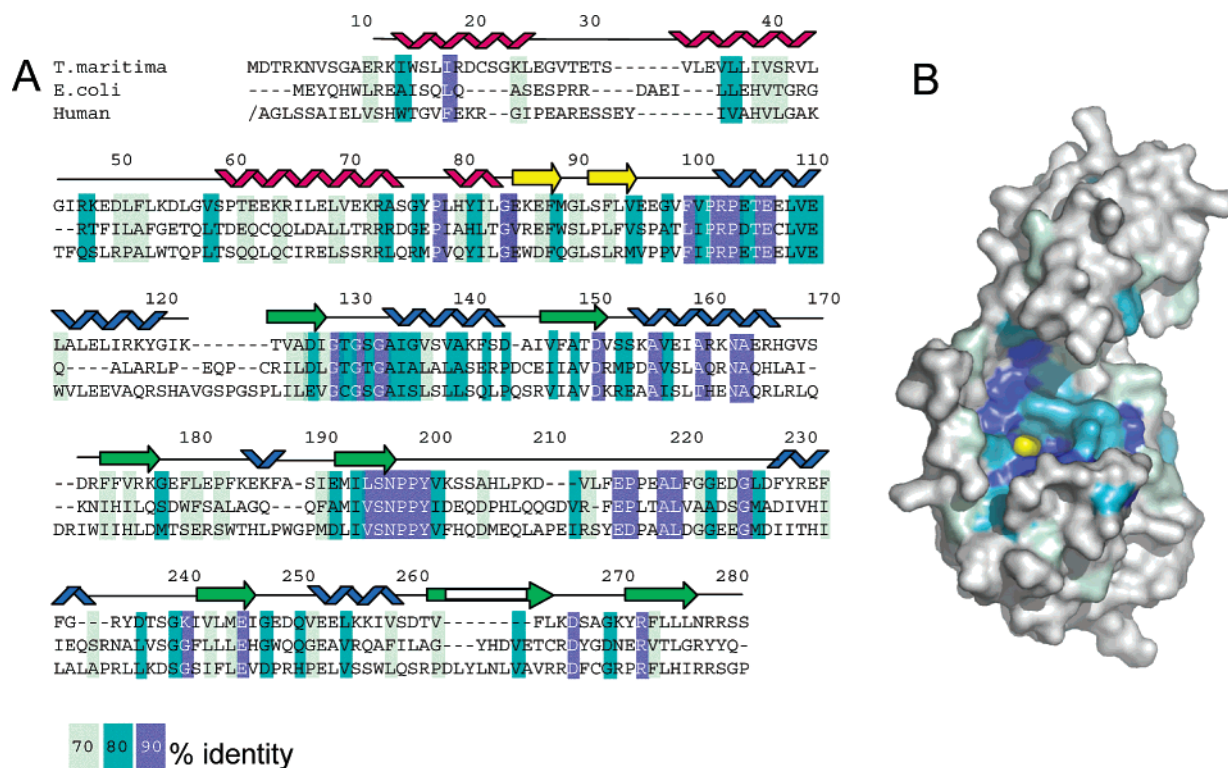 A
B
10 20 30 40
T.maritima MDTRKNVSGAERKIWSLIRDCSGKLEGVTETS------VLEVLLIVSRVL
E.coli ----MEYQHWLREAISQLQ----ASESPRR---DAEI--LLEHVTGRG
Human /AGLSSAIELVSHWTGVFEKR---GIPEARESSEY-------IVAHVLGAK
50 60 70 80 90 100 110
GIRKEDLFLKDLGVSPTEEKRILELVEKRASGYPLHYILGEKEFMGLSFLVEEGVFVPRPETEELVE
--RTFILAFGETQLTDEQCQQLDALLTRRRDGEPIAHLTGVREFWSLPLFVSPATLIPRPDTECLVE
TFQSLRPALWTQPLTSQQLQCIRELSSRRLQRMPVQYILGEWDFQGLSLRMVPPVFIPRPETEELVE
120 130 140 150 160 170
LALELIRKYGIK-------TVADIGTGSGAIGVSVAKFSD-AIVFATDVSSKAVEIARKNAERHGVS
Q----ALARLP--EQP--CRILDLGTGTGAIALALASERPDCEIIAVDRMPDAVSLAQRNAQHLAI-
WVLEEVAQRSHAVGSPGSPLILEVGCGSGAISLSLLSQLPQSRVIAVDKREAAISLTHENAQRLRLQ
180 190 200 210 220 230
--DRFFVRKGEFLEPFKEKFA-SIEMILSNPPYVKSSAHLPKD--VLFEPPEALFGGEDGLDFYREF
--KNIHILQSDWFSALAGQ---QFAMIVSNPPYIDEQDPHLQQGDVR-FEPLTALVAADSGMADIVHI
DRIWIIHLDMTSERSWTHLPWGPMDLIVSNPPYVFHQDMEQLAPEIRSYEDPAALDGGEEGMDIITHI
240 250 260 270 280
FG---RYDTSGKIVLMEIGEDQVEELKKIVSDTV-------FLKDSAGKYRFLLLNRRSS
IEQSRNALVSGGFLLLEHGWQQGEAVRQAFILAG----YHDVETCRDYGDNERVTLGRYYQ-
LALAPRLLKDSGSIFLEVDPRHPELVSSWLQSRPDLYLNLVAVRRDFCGRPRFLHIRRSGP
70 80 90 % identity